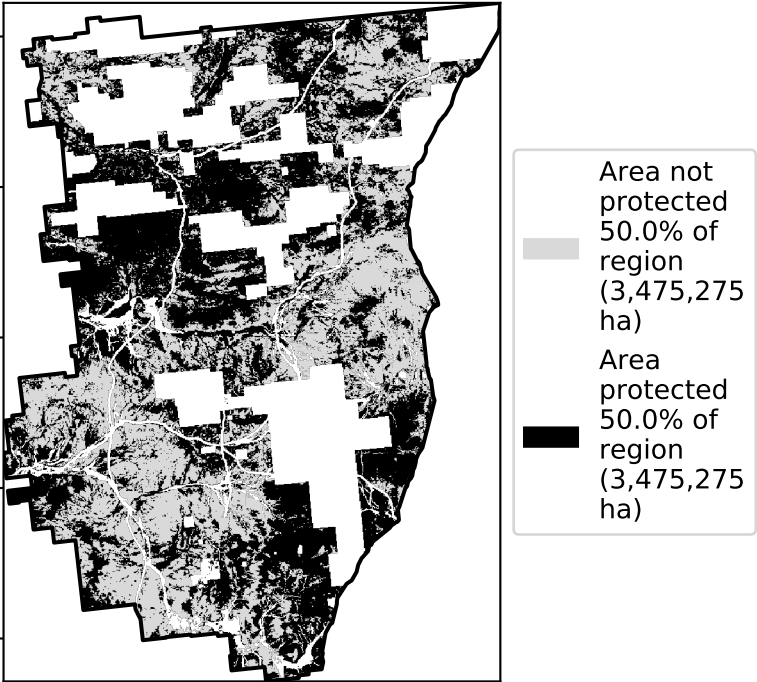 Area not
protected
50.0% of
region
(3,475,275
ha)
Area
protected
50.0% of
region
(3,475,275
ha)